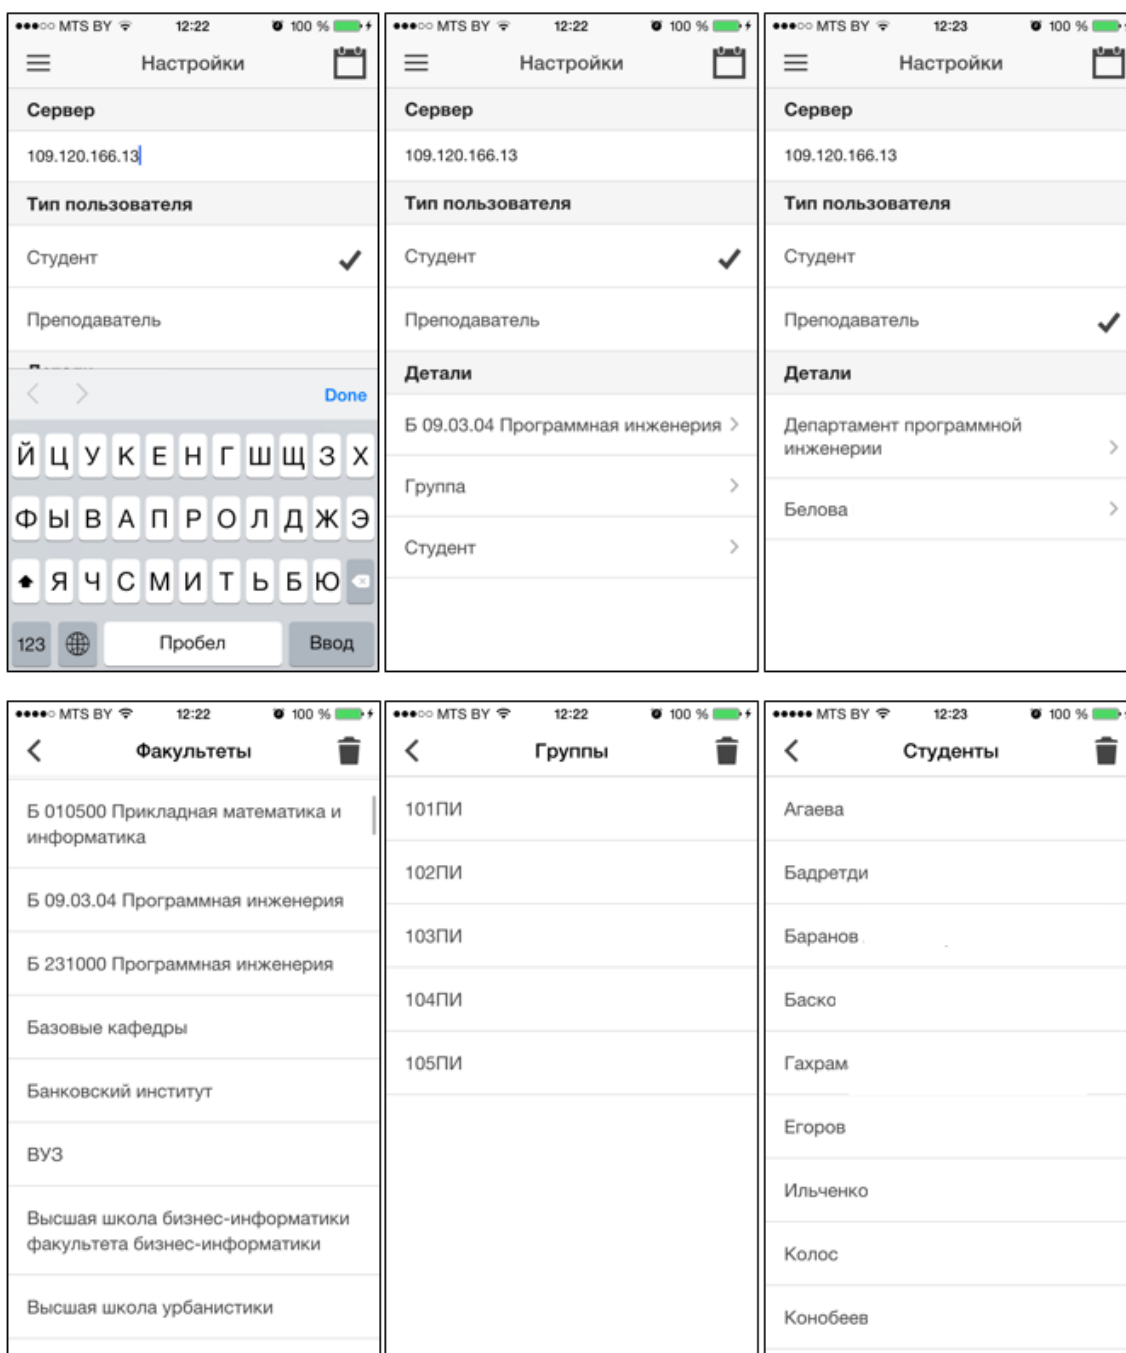 MTS BY 12:22 100 %
Настройки
Сервер
109.120.166.13
Тип пользователя
Студент
Преподаватель
Done
Й Ц У К Е Н Г Ш Щ З Х
Ф Ы В А П Р О Л Д Ж Э
Я Ч С М И Т Ь Б Ю
123 Пробел Ввод
MTS BY 12:22 100 %
Настройки
Сервер
109.120.166.13
Тип пользователя
Студент
Преподаватель
Детали
Б 09.03.04 Программная инженерия
Группа
Студент
MTS BY 12:23 100 %
Настройки
Сервер
109.120.166.13
Тип пользователя
Студент
Преподаватель
Детали
Департамент программной
инженерии
Белова
MTS BY 12:22 100 %
Факультеты
Б 010500 Прикладная математика и
информатика
Б 09.03.04 Программная инженерия
Б 231000 Программная инженерия
Базовые кафедры
Банковский институт
ВУЗ
Высшая школа бизнес-информатики
факультета бизнес-информатики
Высшая школа урбанистики
MTS BY 12:22 100 %
Группы
101ПИ
102ПИ
103ПИ
104ПИ
105ПИ
MTS BY 12:23 100 %
Студенты
Агаева
Бадретди
Баранов
Баско
Гахрам
Егоров
Ильченко
Колос
Конобеев